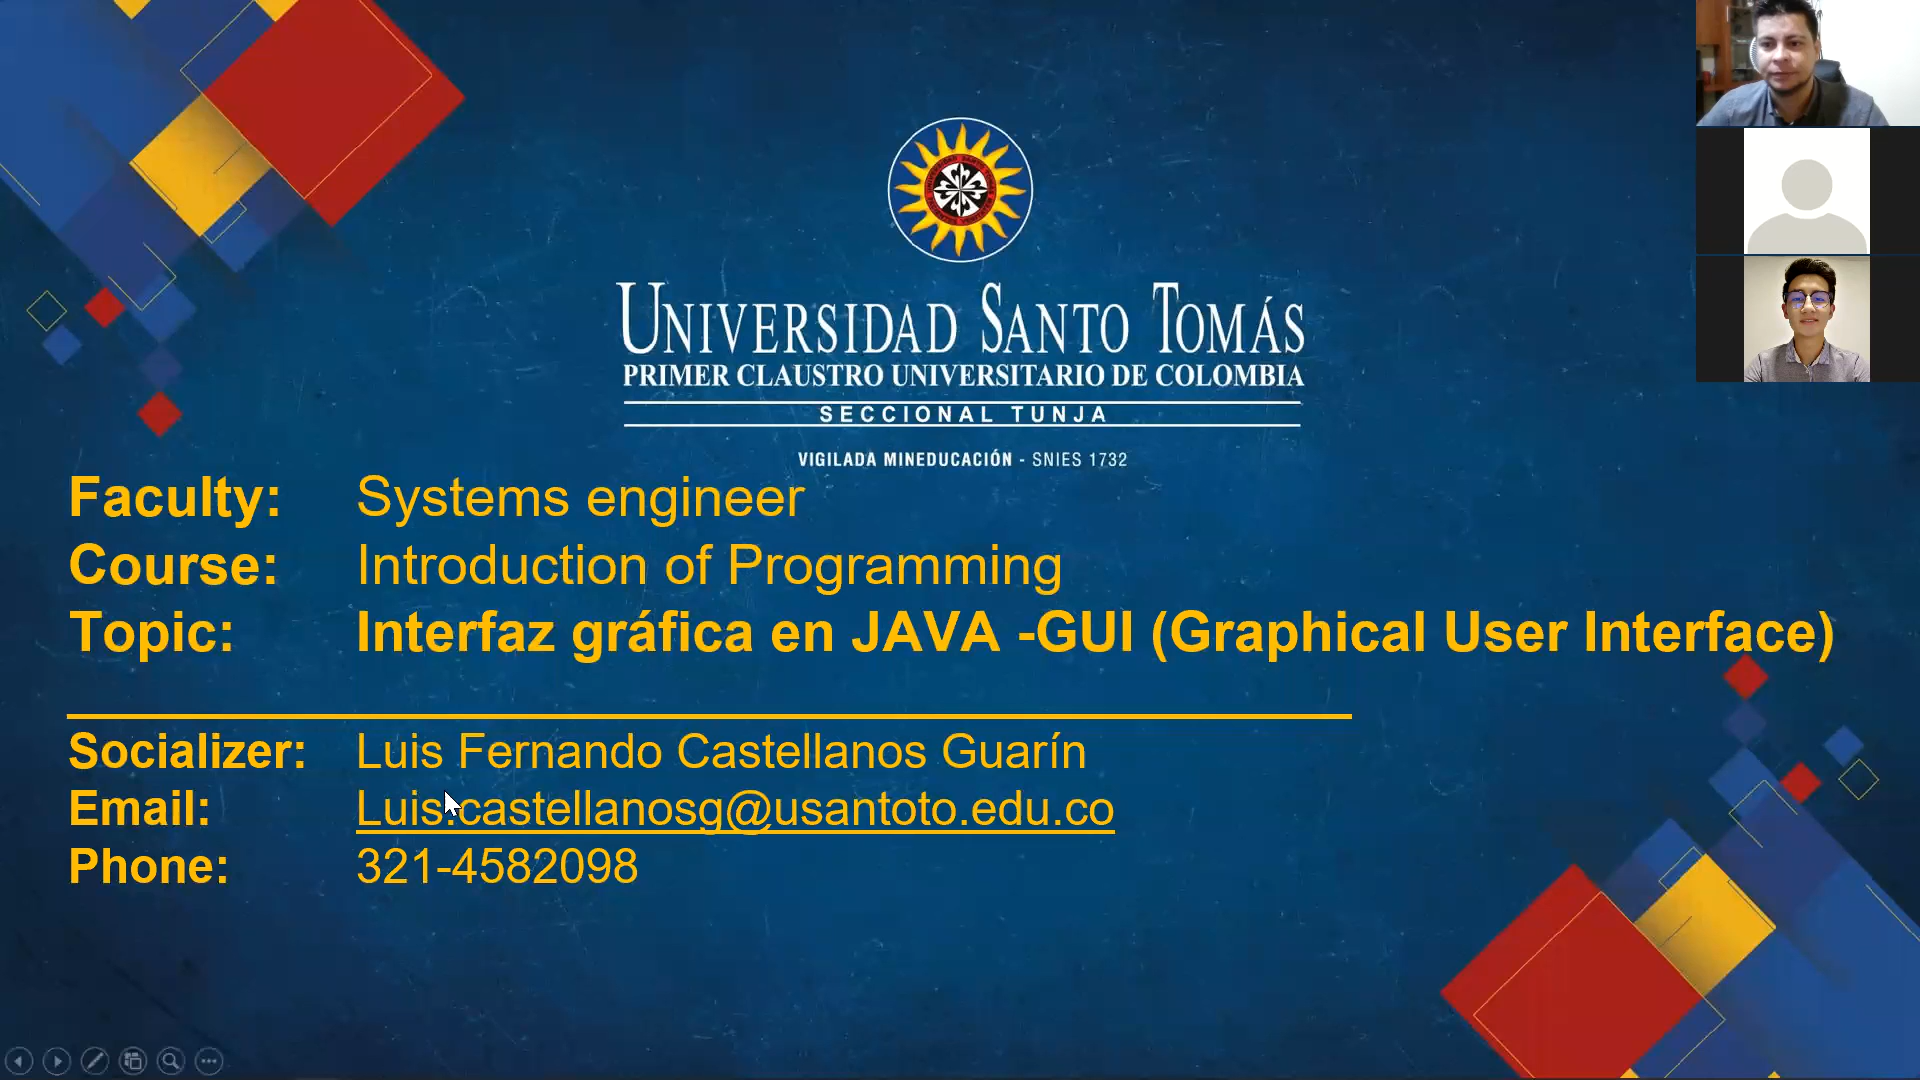 UNIVERSIDAD SANTO TOMÁS
PRIMER CLAUSTRO UNIVERSITARIO DE COLOMBIA
SECCIONAL TUNJA
VIGILADA MINEDUCACIÓN - SNIES 1732
Faculty: Systems engineer
Course: Introduction of Programming
Topic: Interfaz gráfica en JAVA -GUI (Graphical User Interface)
Socializer: Luis Fernando Castellanos Guarín
Email: Luis.castellanosg@usantoto.edu.co
Phone: 321-4582098